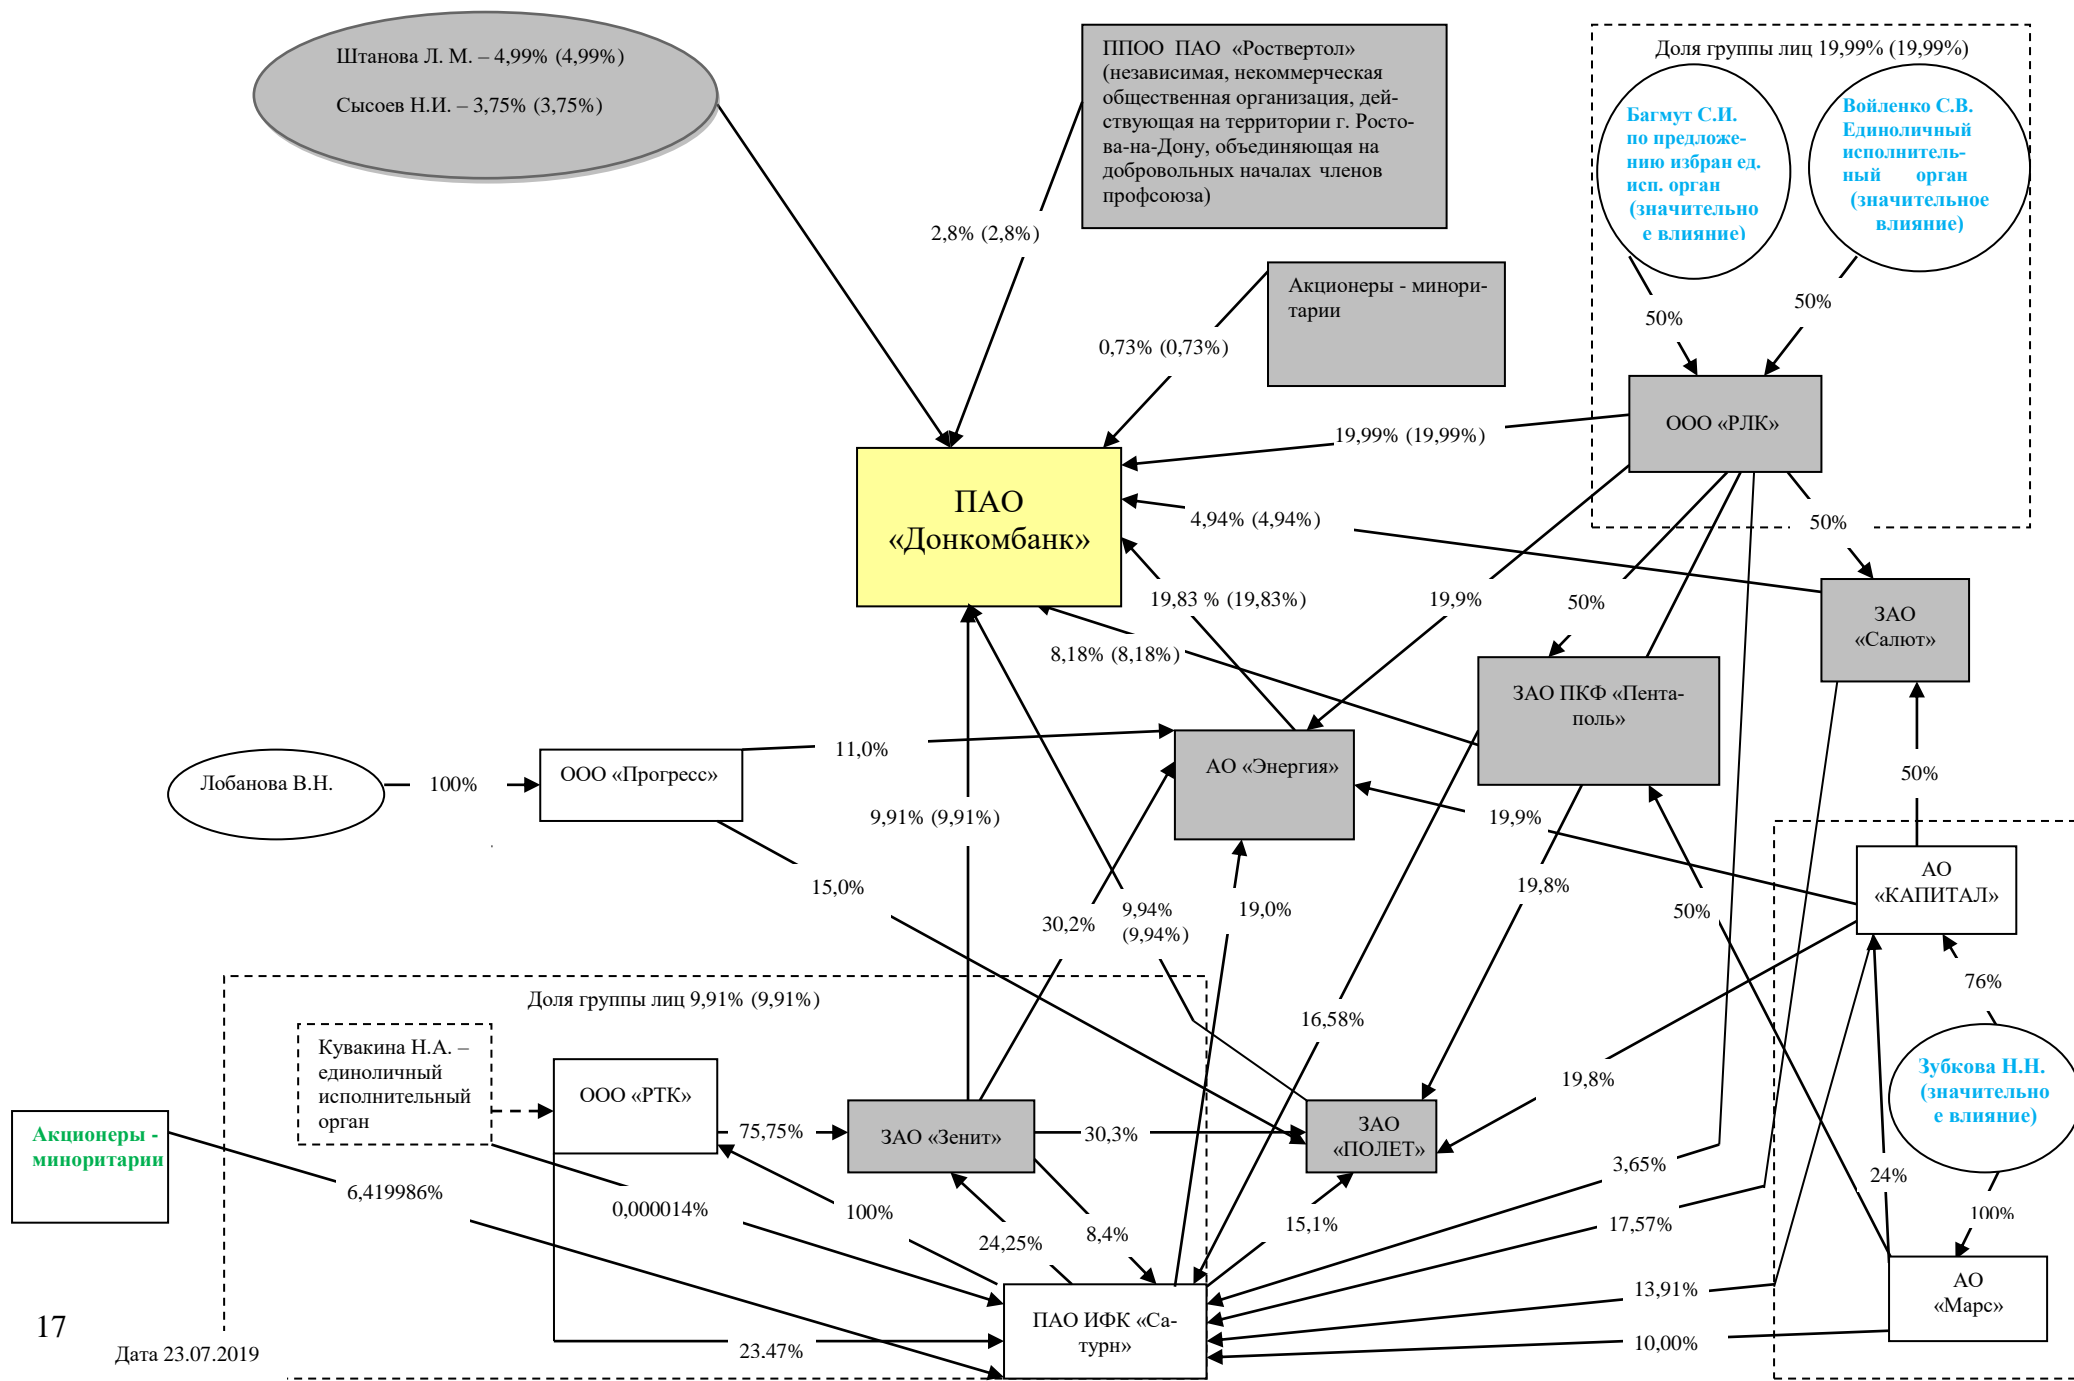 Штанова Л. М. – 4,99% (4,99%)
Сысоев Н.И. – 3,75% (3,75%)
ППОО ПАО «Роствертол»
(независимая, некоммерческая
общественная организация, дей-
ствующая на территории г. Росто-
ва-на-Дону, объединяющая на
добровольных началах членов
профсоюза)
Доля группы лиц 19,99% (19,99%)
Багмут С.И.
по предложе-
нию избран ед.
исп. орган
(значительно
е влияние)
Войленко С.В.
Единоличный
исполнитель-
ный орган
(значительное
влияние)
2,8% (2,8%)
Акционеры - минори-
тарии
0,73% (0,73%)
50%
50%
ООО «РЛК»
19,99% (19,99%)
ПАО
«Донкомбанк»
4,94% (4,94%)
50%
19,83 % (19,83%)
19,9%
50%
ЗАО
«Салют»
8,18% (8,18%)
ЗАО ПКФ «Пента-
поль»
Лобанова В.Н.
100%
ООО «Прогресс»
11,0%
АО «Энергия»
50%
9,91% (9,91%)
19,9%
АО
«КАПИТАЛ»
15,0%
30,2%
9,94%
(9,94%)
19,0%
19,8%
50%
76%
Доля группы лиц 9,91% (9,91%)
16,58%
Кувакина Н.А. –
единоличный
исполнительный
орган
ООО «РТК»
75,75%
ЗАО «Зенит»
30,3%
ЗАО
«ПОЛЕТ»
19,8%
Зубкова Н.Н.
(значительно
е влияние)
Акционеры -
миноритарии
6,419986%
0,000014%
100%
24,25%
8,4%
15,1%
3,65%
24%
17,57%
100%
13,91%
АО
«Марс»
ПАО ИФК «Са-
турн»
23,47%
10,00%
17
Дата 23.07.2019